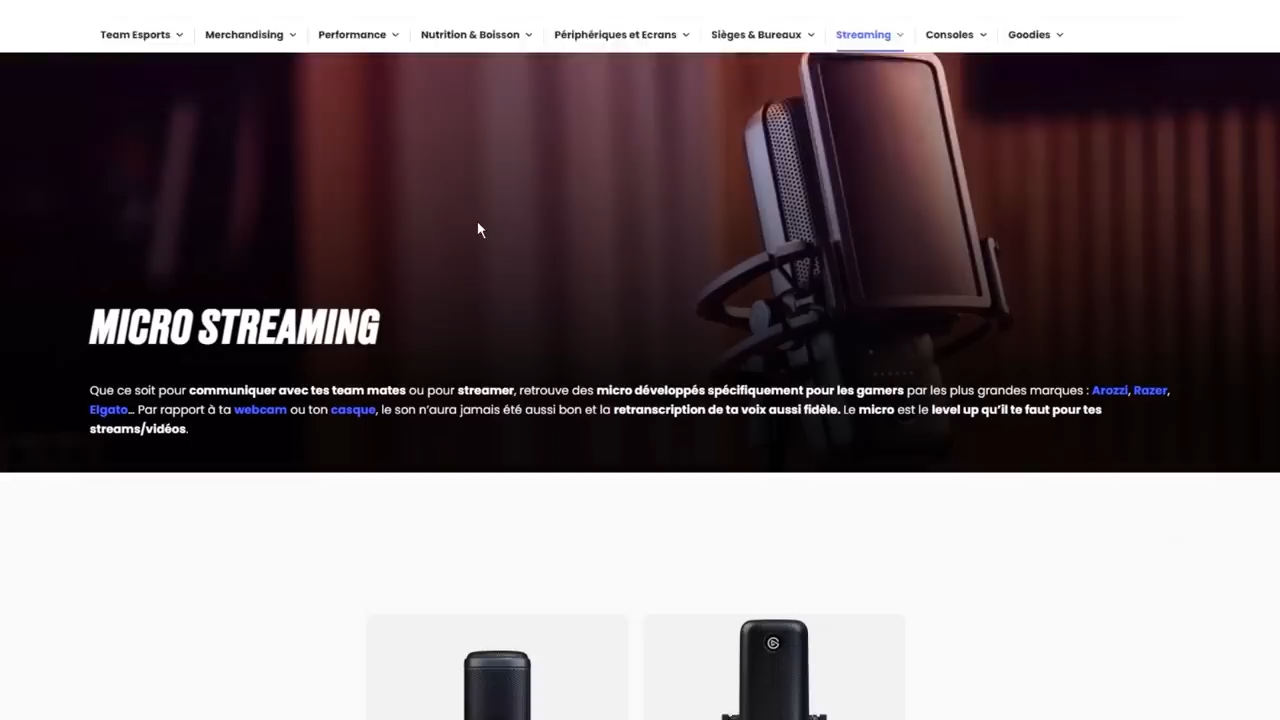 Team Esports Merchandising Performance Nutrition & Boisson Périphériques et Ecrans Sièges & Bureaux Streaming Consoles Goodies
MICRO STREAMING
Que ce soit pour communiquer avec tes team mates ou pour streamer, retrouve des micro développés spécifiquement pour les gamers par les plus grandes marques : Arozzi, Razer,
Elgato… Par rapport à ta webcam ou ton casque, le son n’aura jamais été aussi bon et la retranscription de ta voix aussi fidèle. Le micro est le level up qu’il te faut pour tes
streams/vidéos.